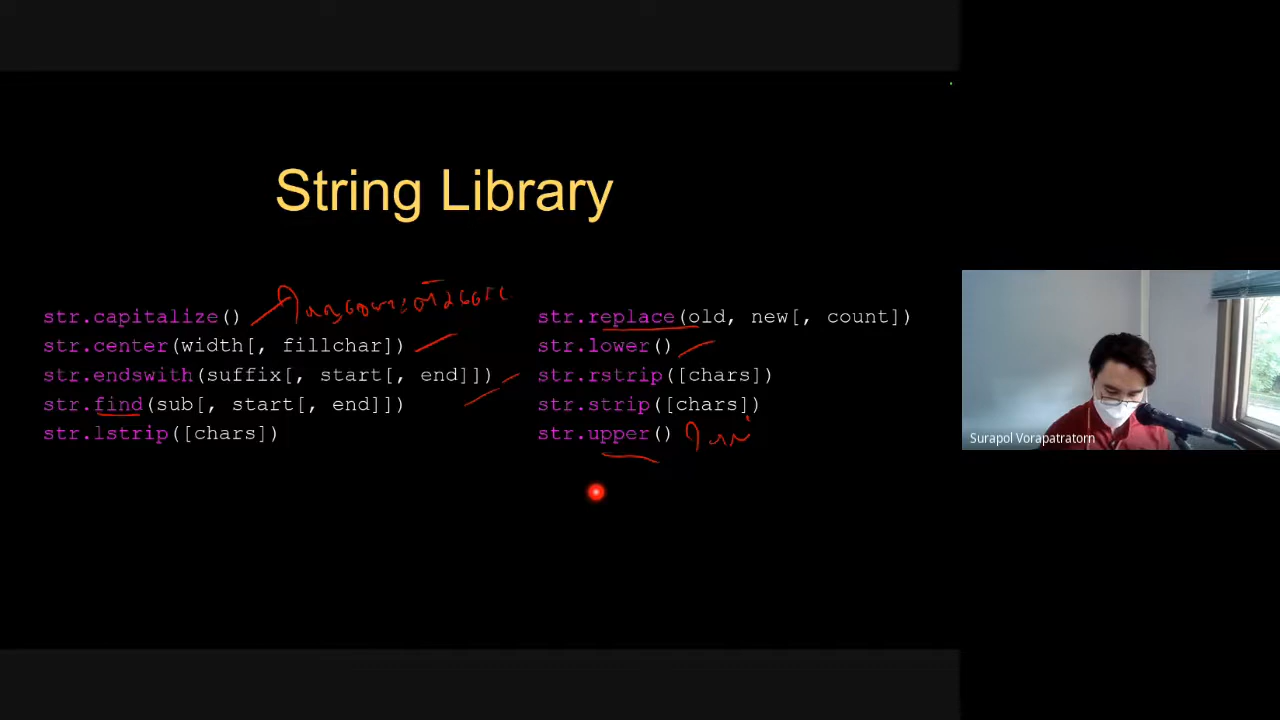 String Library
str.capitalize()
str.center(width[, fillchar])
str.endswith(suffix[, start[, end]])
str.find(sub[, start[, end]])
str.lstrip([chars])
str.replace(old, new[, count])
str.lower()
str.rstrip([chars])
str.strip([chars])
str.upper()
Surapol Vorapatratorn